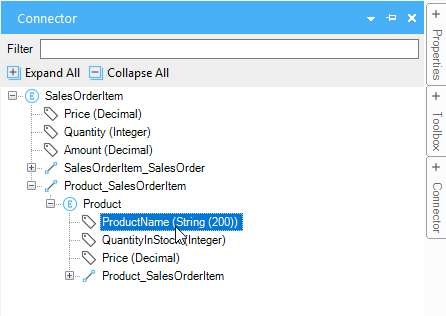 Connector
Filter
Expand All Collapse All
SalesOrderItem
Price (Decimal)
Quantity (Integer)
Amount (Decimal)
SalesOrderItem_SalesOrder
Product_SalesOrderItem
Product
ProductName (String (200))
QuantityInStock (Integer)
Price (Decimal)
Product_SalesOrderItem
Properties
Toolbox
Connector